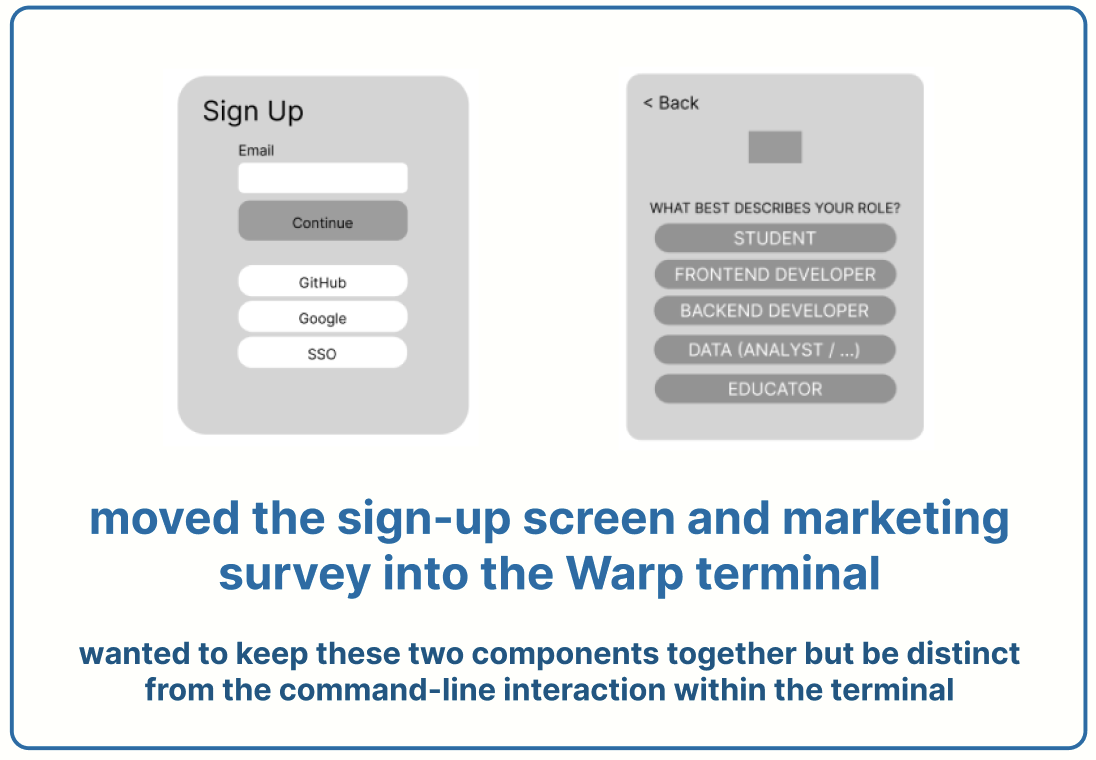 Sign Up
Email
Continue
GitHub
Google
SSO
< Back
WHAT BEST DESCRIBES YOUR ROLE?
STUDENT
FRONTEND DEVELOPER
BACKEND DEVELOPER
DATA (ANALYST / ...)
EDUCATOR
moved the sign-up screen and marketing
survey into the Warp terminal
wanted to keep these two components together but be distinct
from the command-line interaction within the terminal